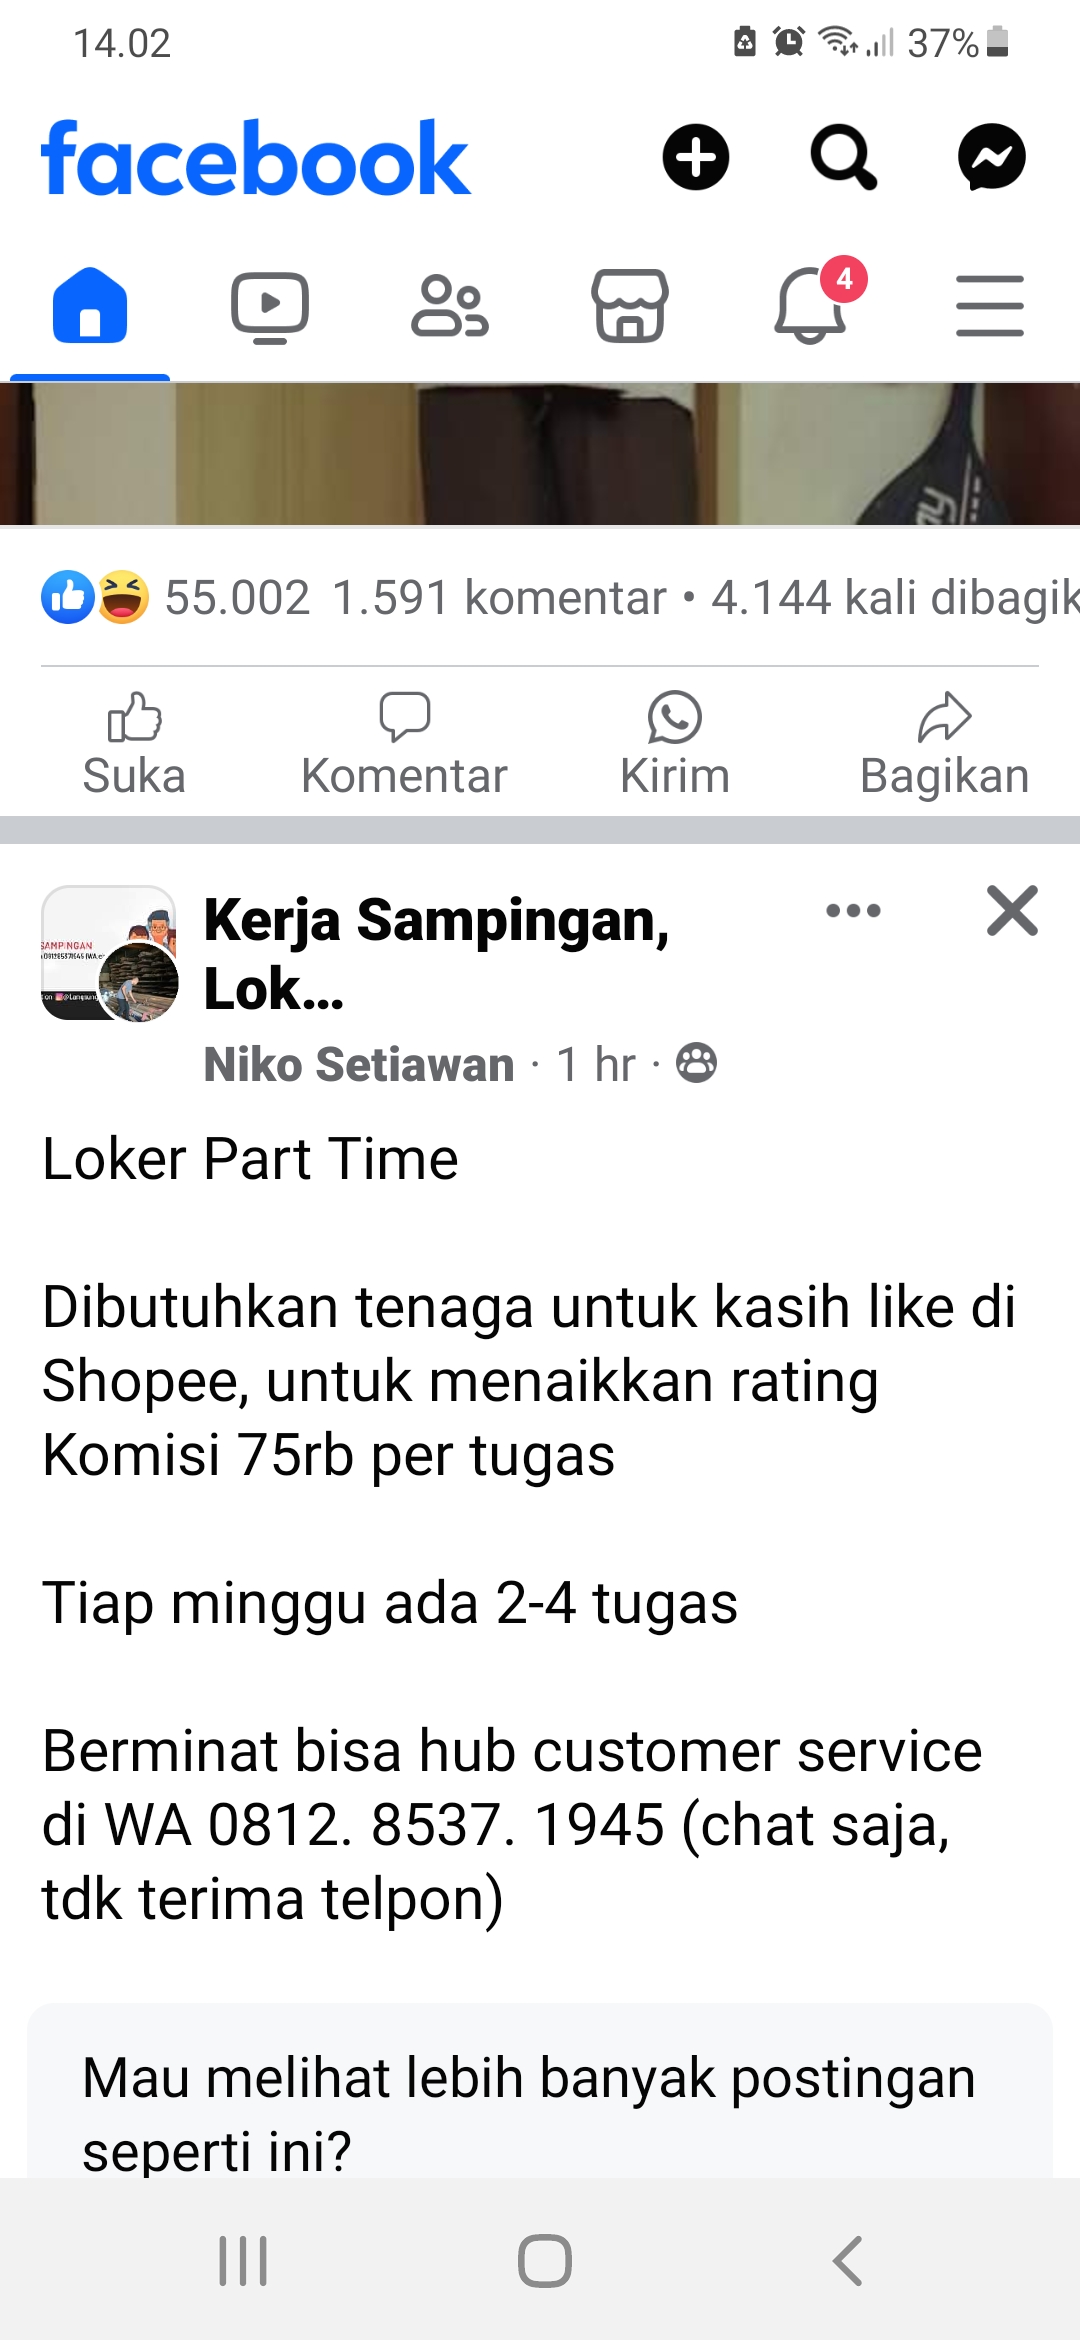 14.02
37%
facebook
4
ny
55.002 1.591 komentar • 4.144 kali dibagik
Suka
Komentar
Kirim
Bagikan
SAMPINGAN
Kerja Sampingan,
Lok...
Niko Setiawan · 1 hr ·
Loker Part Time
Dibutuhkan tenaga untuk kasih like di
Shopee, untuk menaikkan rating
Komisi 75rb per tugas
Tiap minggu ada 2-4 tugas
Berminat bisa hub customer service
di WA 0812. 8537. 1945 (chat saja,
tdk terima telpon)
Mau melihat lebih banyak postingan
seperti ini?